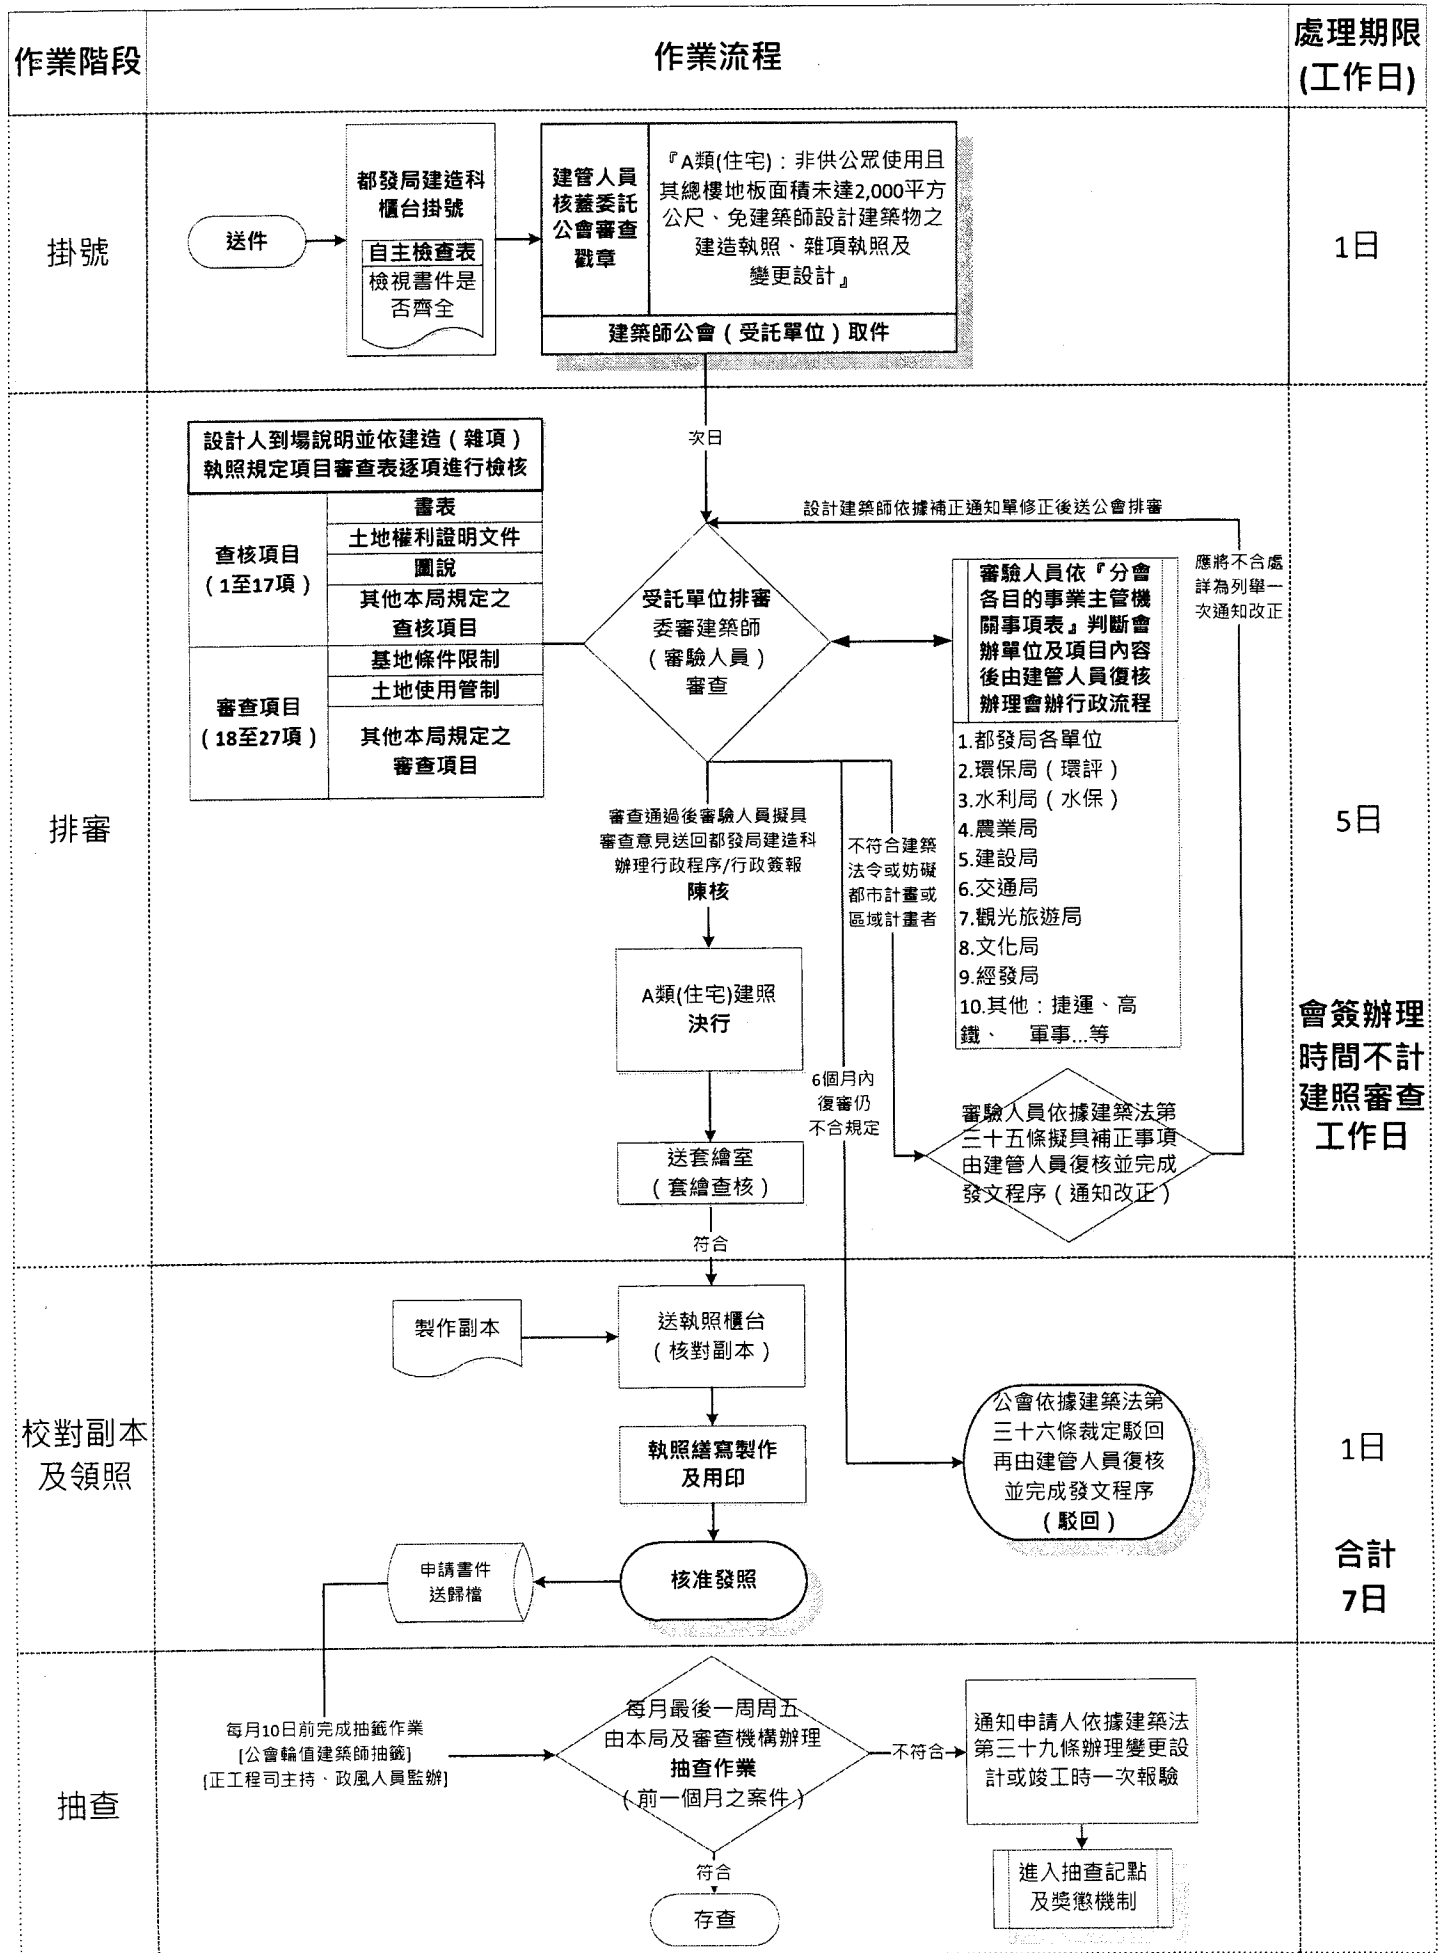 作業階段
作業流程
處理期限
(工作日)
掛號
送件
都發局建造科
櫃台掛號
自主檢查表
檢視書件是
否齊全
建管人員
核蓋委託
公會審查
戳章
『A類(住宅)：非供公眾使用且
其總樓地板面積未達2,000平方
公尺、免建築師設計建築物之
建造執照、雜項執照及
變更設計』
建築師公會（受託單位）取件
1日
次日
排審
設計人到場說明並依建造（雜項）
執照規定項目審查表逐項進行檢核
查核項目
（1至17項）
書表
土地權利證明文件
圖說
其他本局規定之
查核項目
審查項目
（18至27項）
基地條件限制
土地使用管制
其他本局規定之
審查項目
受託單位排審
委審建築師
（審驗人員）
審查
設計建築師依據補正通知單修正後送公會排審
應將不合處
詳為列舉一
次通知改正
審驗人員依『分會
各目的事業主管機
關事項表』判斷會
辦單位及項目內容
後由建管人員復核
辦理會辦行政流程
1.都發局各單位
2.環保局（環評）
3.水利局（水保）
4.農業局
5.建設局
6.交通局
7.觀光旅遊局
8.文化局
9.經發局
10.其他：捷運、高
鐵、 軍事...等
審查通過後審驗人員擬具
審查意見送回都發局建造科
辦理行政程序/行政簽報
陳核
不符合建築
法令或妨礙
都市計畫或
區域計畫者
A類(住宅)建照
決行
6個月內
復審仍
不合規定
審驗人員依據建築法第
三十五條擬具補正事項
由建管人員復核並完成
發文程序（通知改正）
送套繪室
（套繪查核）
符合
5日
會簽辦理
時間不計
建照審查
工作日
校對副本
及領照
製作副本
送執照櫃台
（核對副本）
執照繕寫製作
及用印
核准發照
申請書件
送歸檔
公會依據建築法第
三十六條裁定駁回
再由建管人員復核
並完成發文程序
（駁回）
1日
合計
7日
抽查
每月10日前完成抽籤作業
[公會輪值建築師抽籤]
[正工程司主持、政風人員監辦]
每月最後一周周五
由本局及審查機構辦理
抽查作業
（前一個月之案件）
不符合
通知申請人依據建築法
第三十九條辦理變更設
計或竣工時一次報驗
進入抽查記點
及獎懲機制
符合
存查